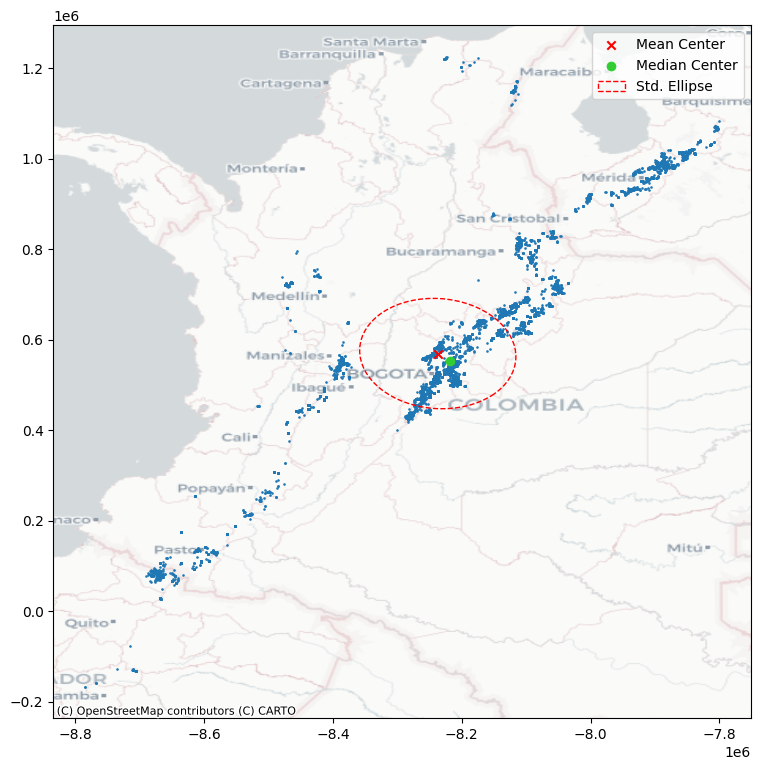 1e6
Mean Center
Median Center
Std. Ellipse
Santa Marta
Barranquilla
Cartagena
Maracaibo
Montería
Mérida
San Cristobal
Bucaramanga
Medellín
Manizales
BOGOTA
Ibagué
COLOMBIA
Cali
Popayán
Pasto
Mitú
Quito
1.2
1.0
0.8
0.6
0.4
0.2
0.0
−0.2
(C) OpenStreetMap contributors (C) CARTO
−8.8
−8.6
−8.4
−8.2
−8.0
−7.8
1e6